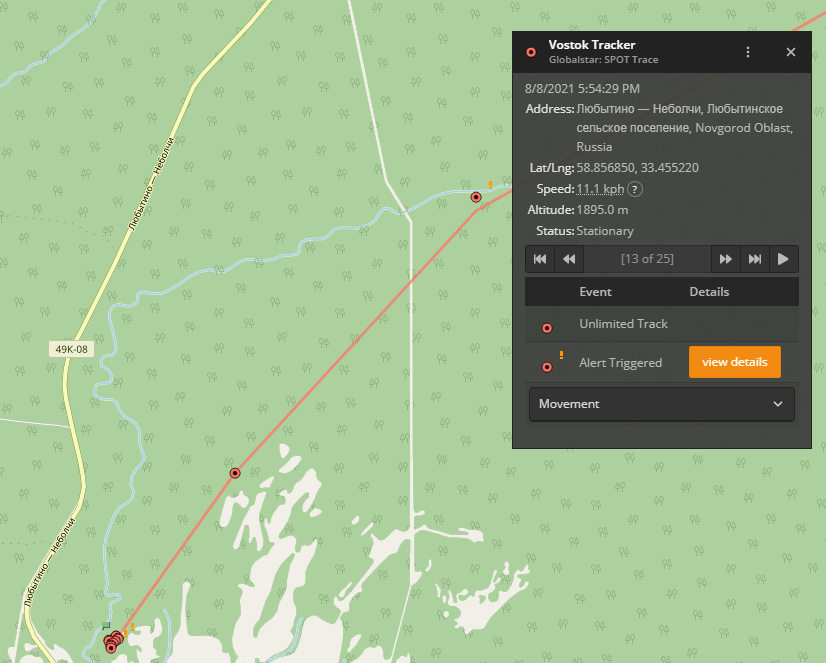 Vostok Tracker
Globalstar: SPOT Trace
8/8/2021 5:54:29 PM
Address: Любытино — Неболчи, Любытинское
сельское поселение, Novgorod Oblast,
Russia
Lat/Lng: 58.856850, 33.455220
Speed: 11.1 kph ?
Altitude: 1895.0 m
Status: Stationary
[13 of 25]
Event Details
Unlimited Track
Alert Triggered view details
Movement
Любытино — Неболчи
49К-08
Любытино — Неболчи